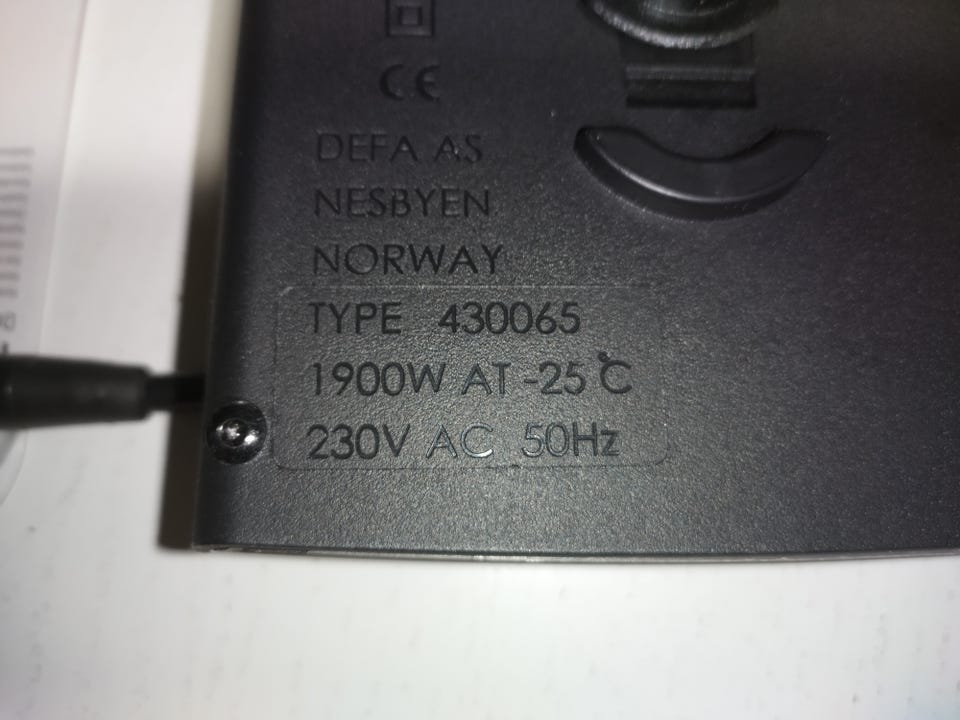 CE
DEFA AS
NESBYEN
NORWAY
TYPE 430065
1900W AT -25°C
230V AC 50Hz